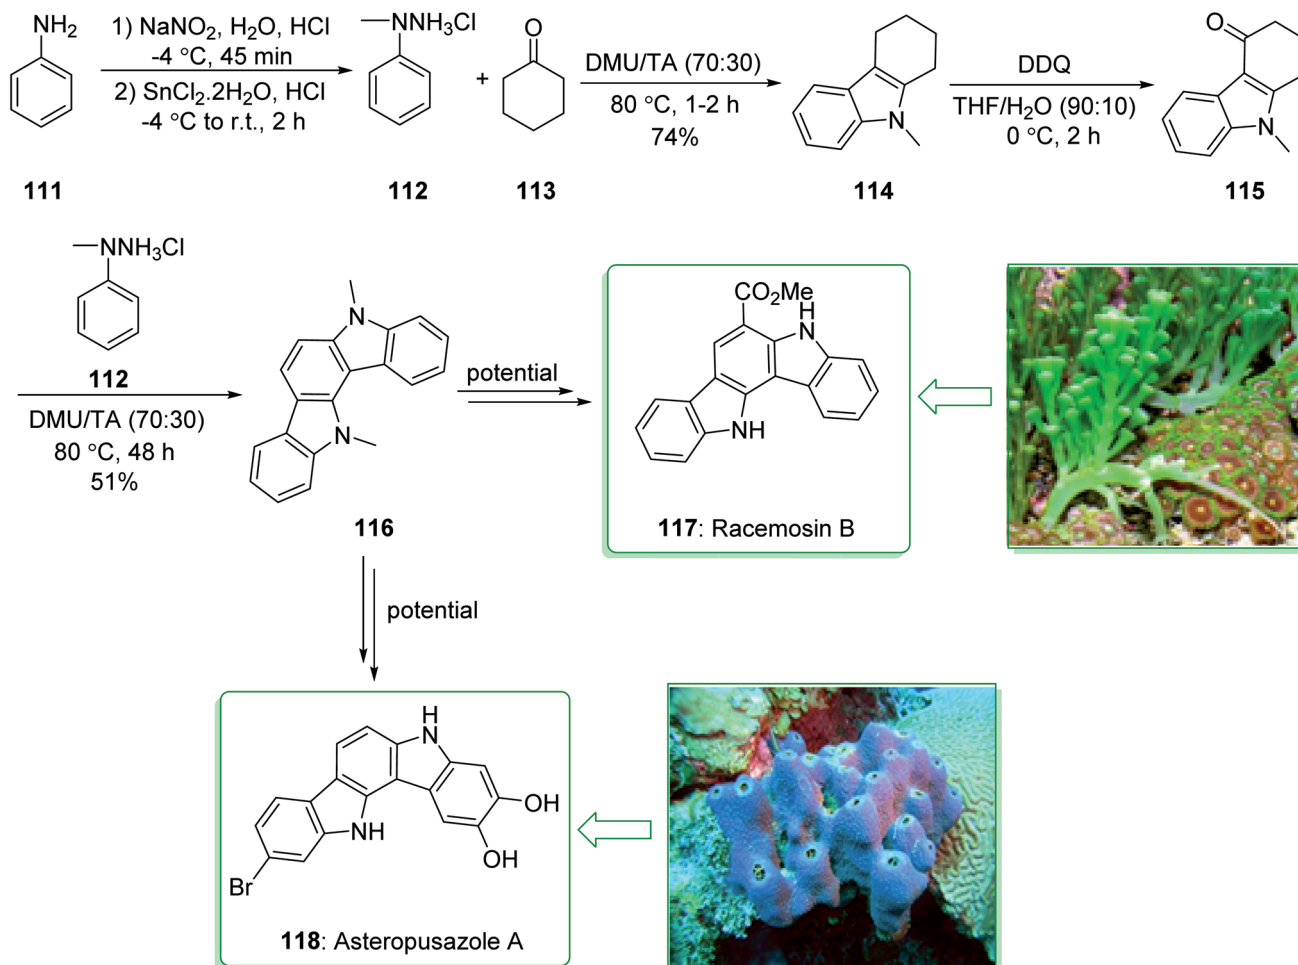 NH2
1) NaNO2, H2O, HCl
-4 °C, 45 min
2) SnCl2.2H2O, HCl
-4 °C to r.t., 2 h
NNH3Cl
+
O
DMU/TA (70:30)
80 °C, 1-2 h
74%
N
DDQ
THF/H2O (90:10)
0 °C, 2 h
O
N
111
112
113
114
115
NNH3Cl
112
DMU/TA (70:30)
80 °C, 48 h
51%
N
N
116
potential
CO2Me
H
N
NH
117: Racemosin B
potential
H
N
OH
NH
OH
Br
118: Asteropusazole A